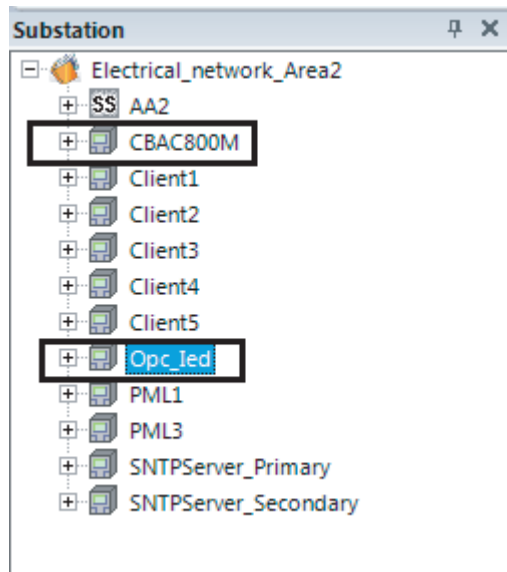 Substation
Electrical_network_Area2
SS AA2
CBAC800M
Client1
Client2
Client3
Client4
Client5
Opc_Ied
PML1
PML3
SNTPServer_Primary
SNTPServer_Secondary